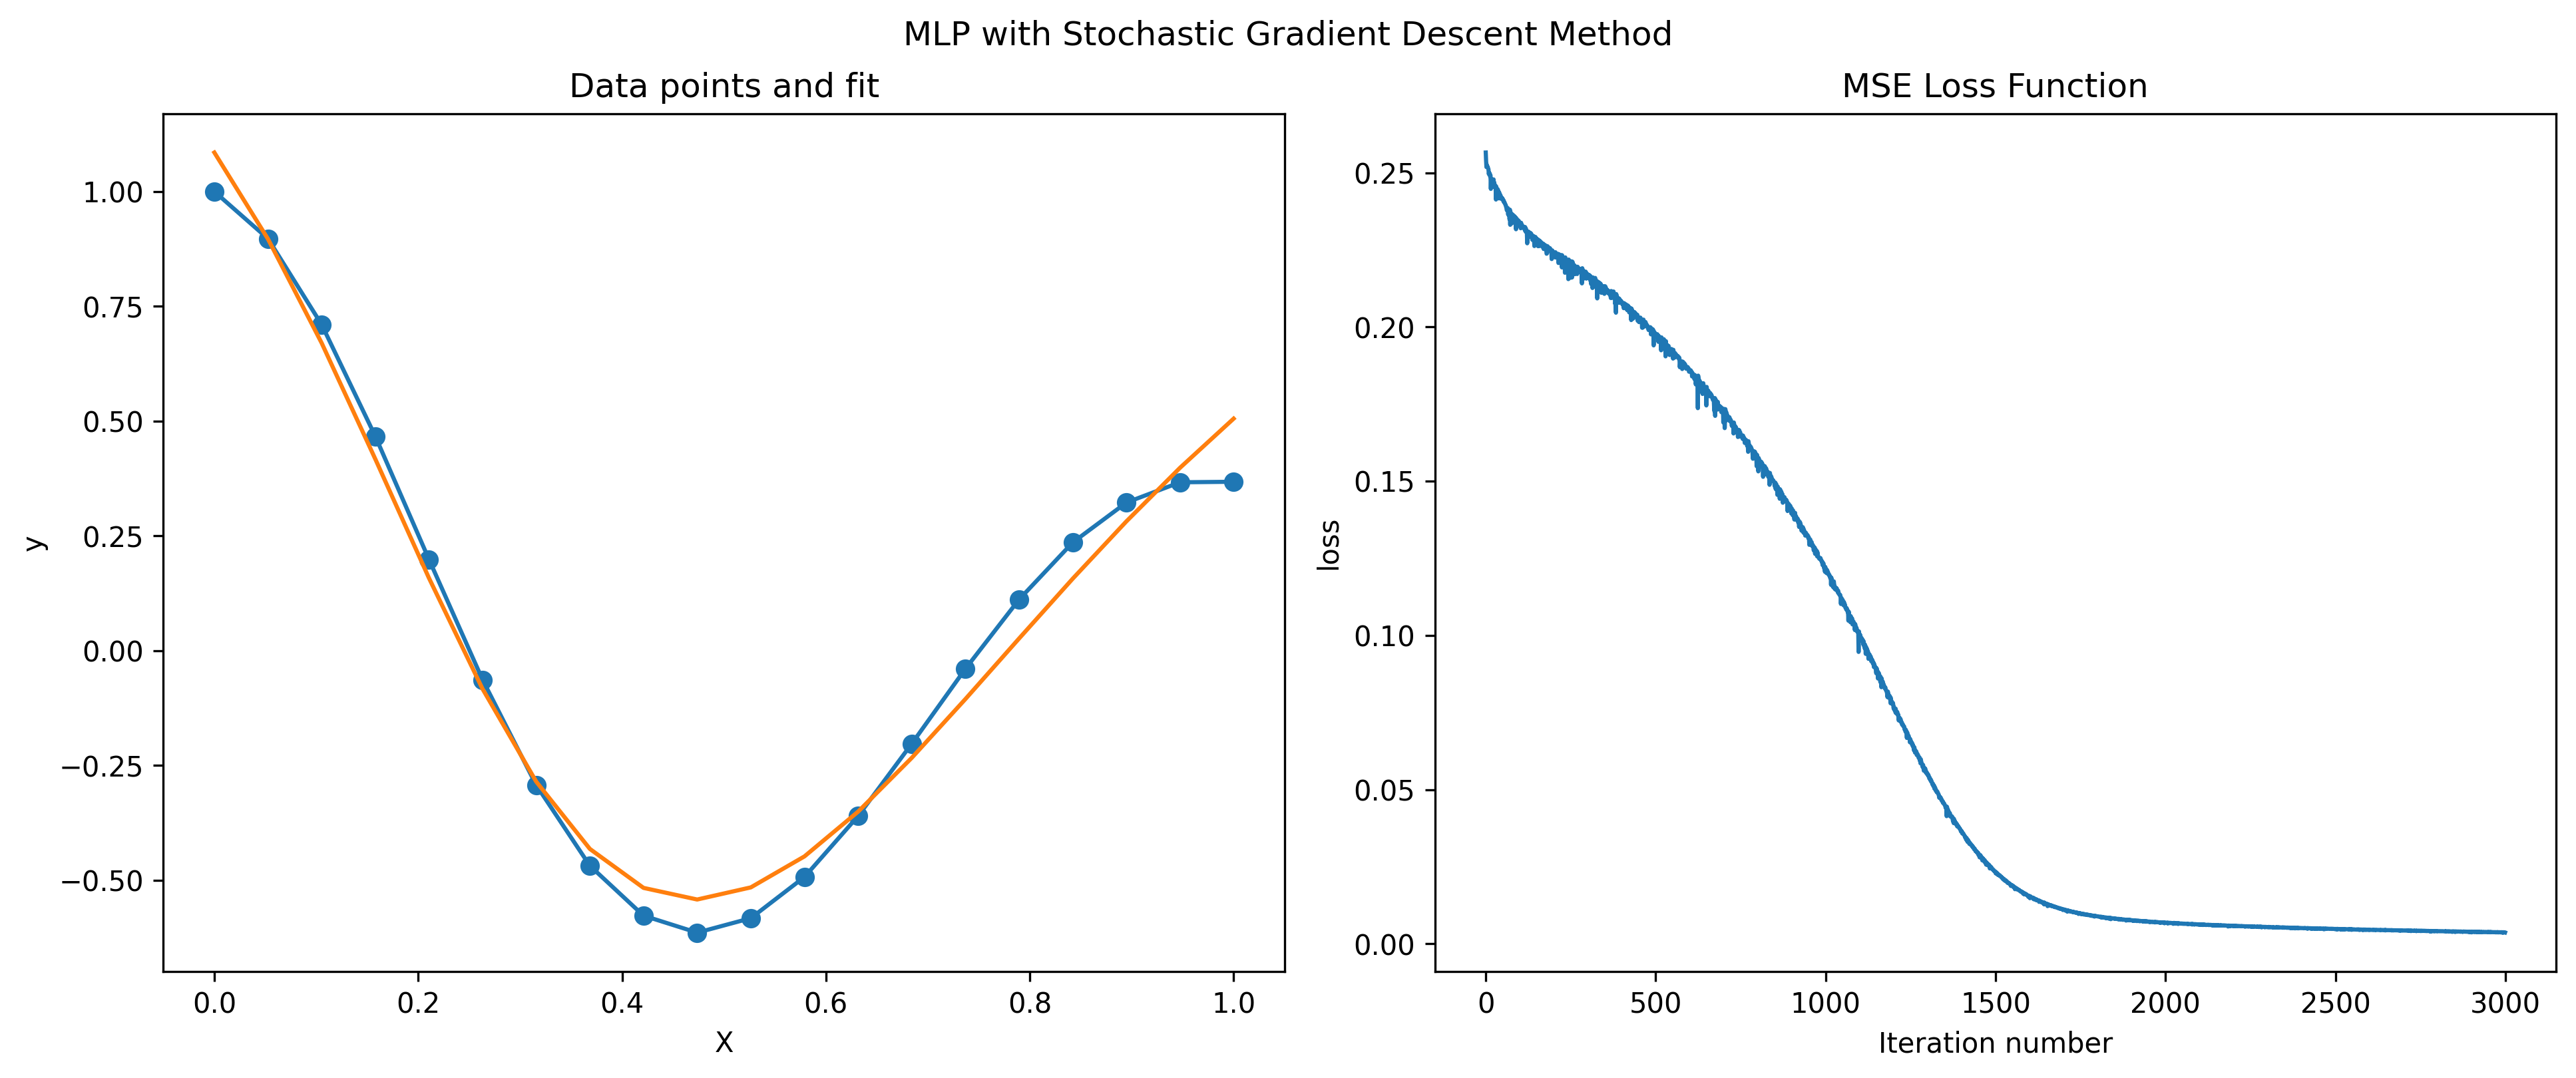 MLP with Stochastic Gradient Descent Method
Data points and fit
1.00
0.75
0.50
0.25
0.00
−0.25
−0.50
y
0.0 0.2 0.4 0.6 0.8 1.0
X
MSE Loss Function
0.25
0.20
0.15
0.10
0.05
0.00
loss
0 500 1000 1500 2000 2500 3000
Iteration number